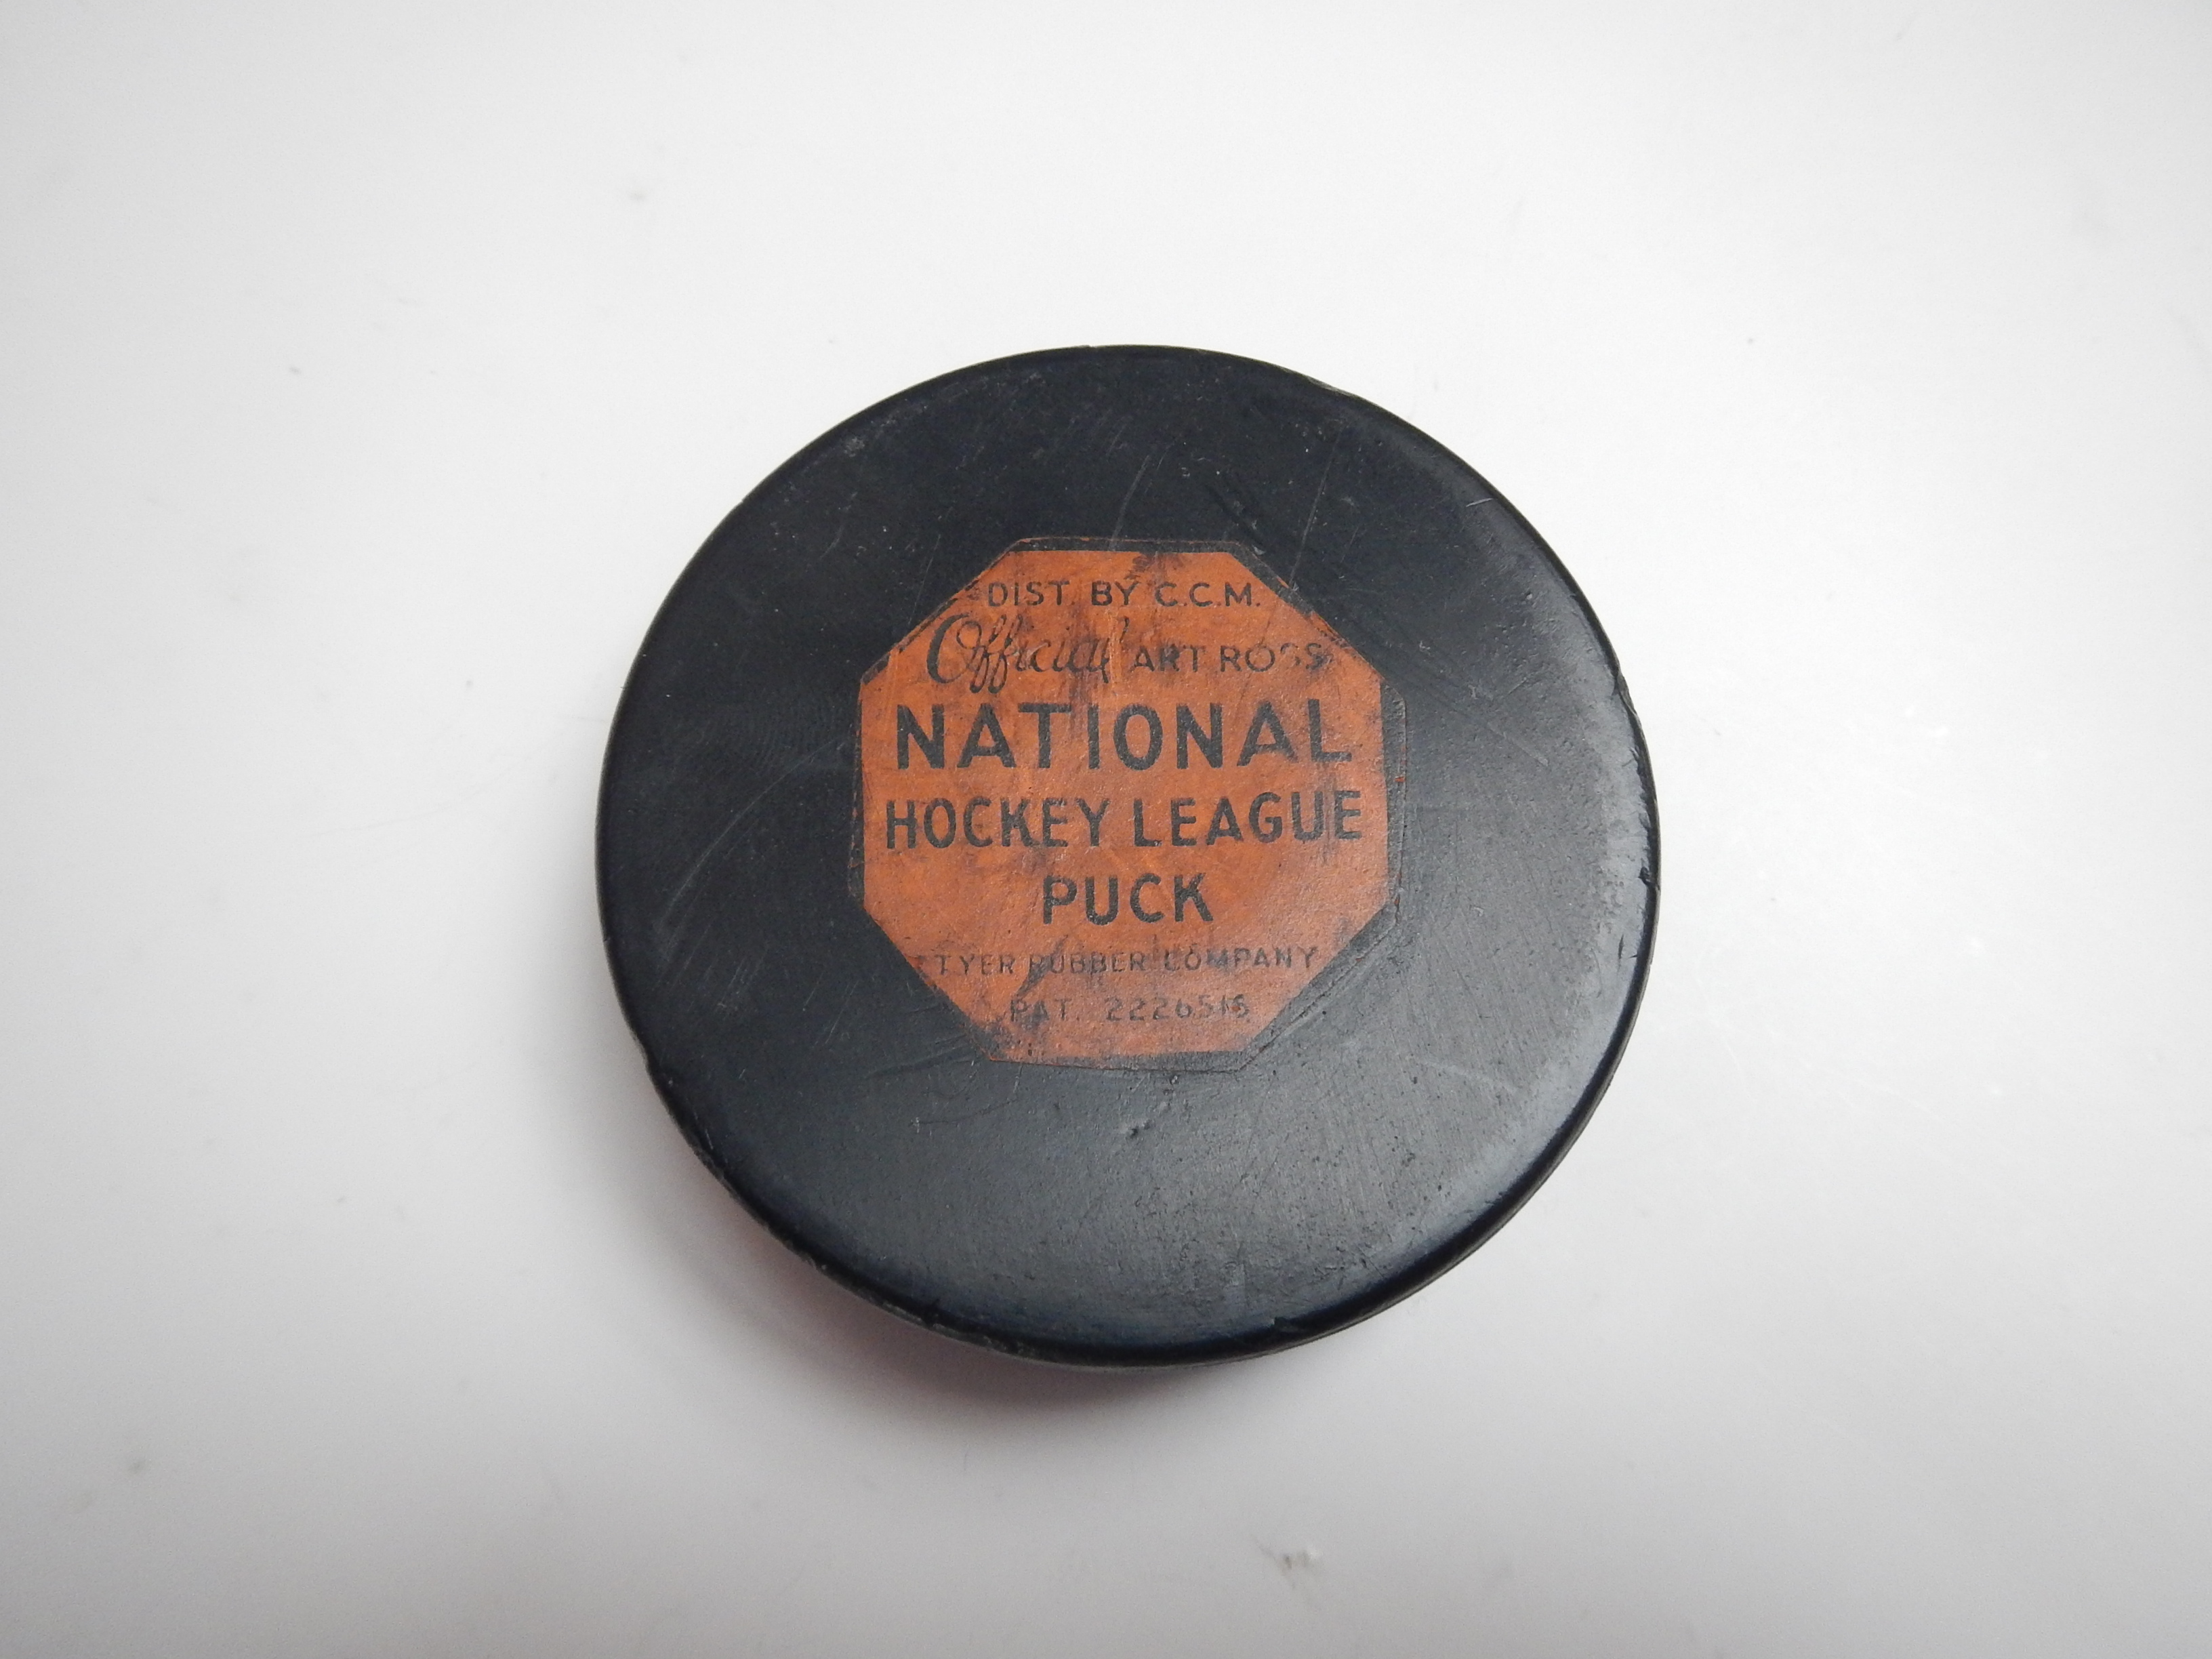 DIST. BY C.C.M.
Official ART ROSS
NATIONAL
HOCKEY LEAGUE
PUCK
TYER RUBBER COMPANY
PAT. 2226516